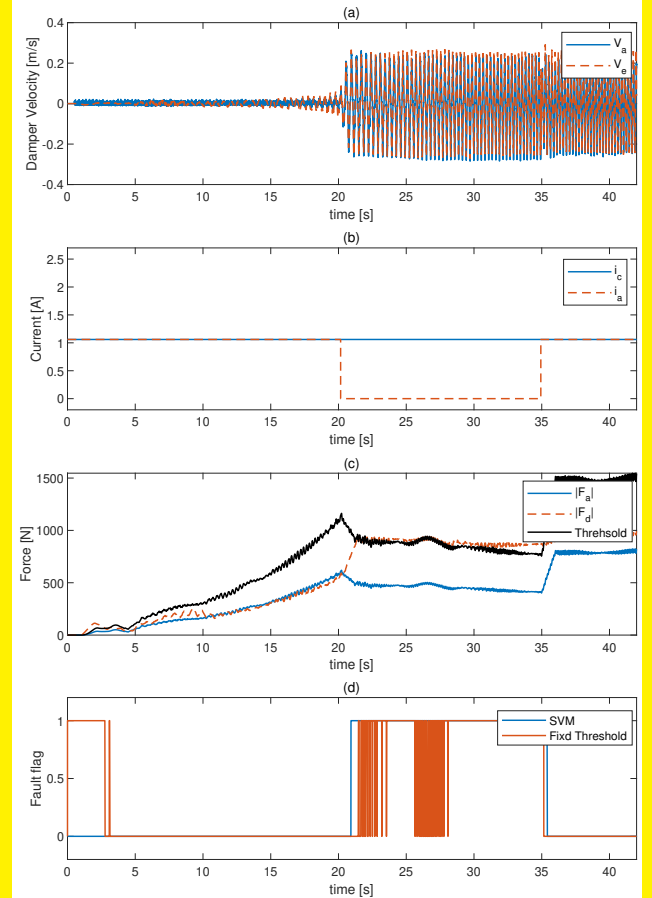 (a)
0.4
0.2
0
-0.2
-0.4
Damper Velocity [m/s]
V_a
V_e
0 5 10 15 20 25 30 35 40
time [s]
(b)
2.5
2
1.5
1
0.5
0
Current [A]
i_c
i_a
0 5 10 15 20 25 30 35 40
time [s]
(c)
1500
1000
500
0
Force [N]
|F_a|
|F_d|
Threhsold
0 5 10 15 20 25 30 35 40
time [s]
(d)
1
0.5
0
Fault flag
SVM
Fixd Threshold
0 5 10 15 20 25 30 35 40
time [s]